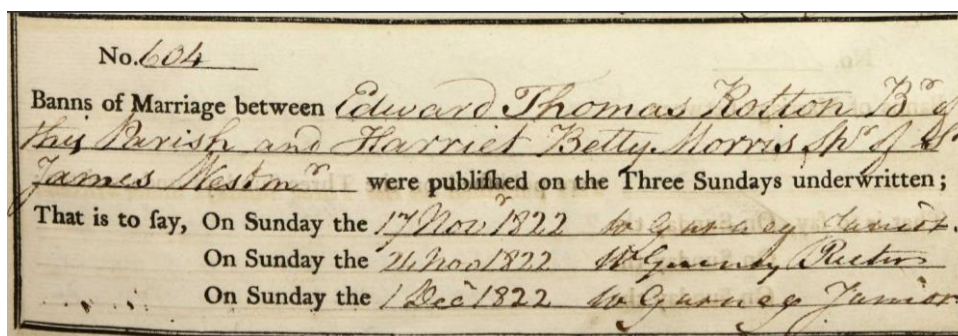 No. 604
Banns of Marriage between Edward Thomas Rotton Br of
this Parish and Harriet Betty Morris Spr of St
James Westmr were publiſhed on the Three Sundays underwritten;
That is to ſay, On Sunday the 17 Novr 1822 W Gurney Junior.
On Sunday the 24 Nov 1822 W Gurney Rector
On Sunday the 1 Decr 1822 W Gurney Junior